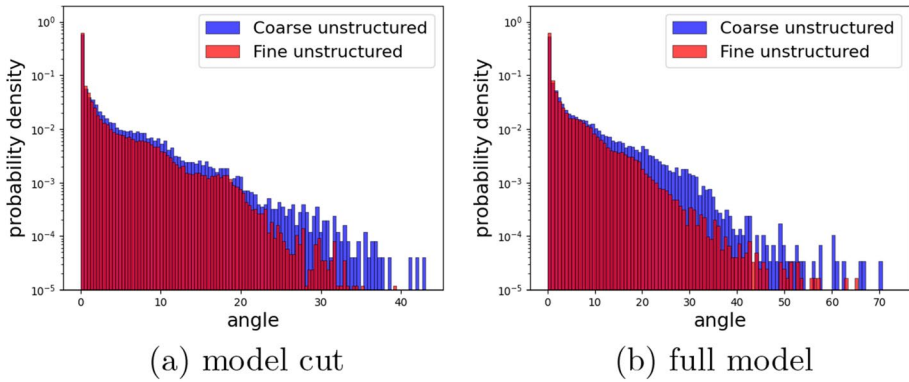 Coarse unstructured
Fine unstructured
10⁰
10⁻¹
10⁻²
10⁻³
10⁻⁴
10⁻⁵
probability density
0 10 20 30 40
angle
(a) model cut
Coarse unstructured
Fine unstructured
10⁰
10⁻¹
10⁻²
10⁻³
10⁻⁴
10⁻⁵
probability density
0 10 20 30 40 50 60 70
angle
(b) full model